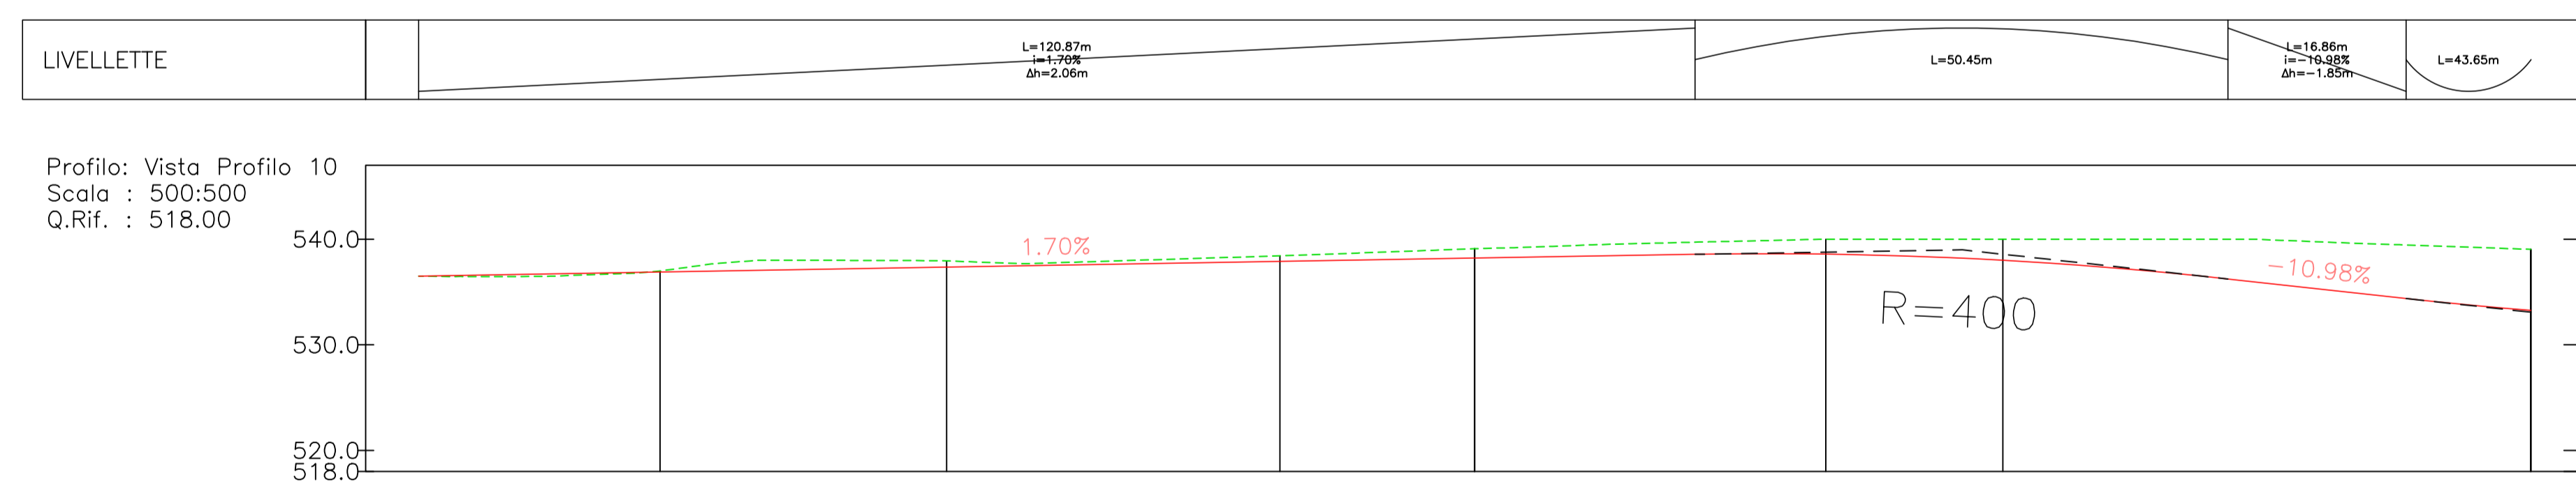 LIVELLETTE
L=120.87m
i=1.70%
Δh=2.06m
L=50.45m
L=16.86m
i=-10.98%
Δh=-1.85m
L=43.65m
Profilo: Vista Profilo 10
Scala : 500:500
Q.Rif. : 518.00
540.0
1.70%
-10.98%
R=400
530.0
520.0
518.0